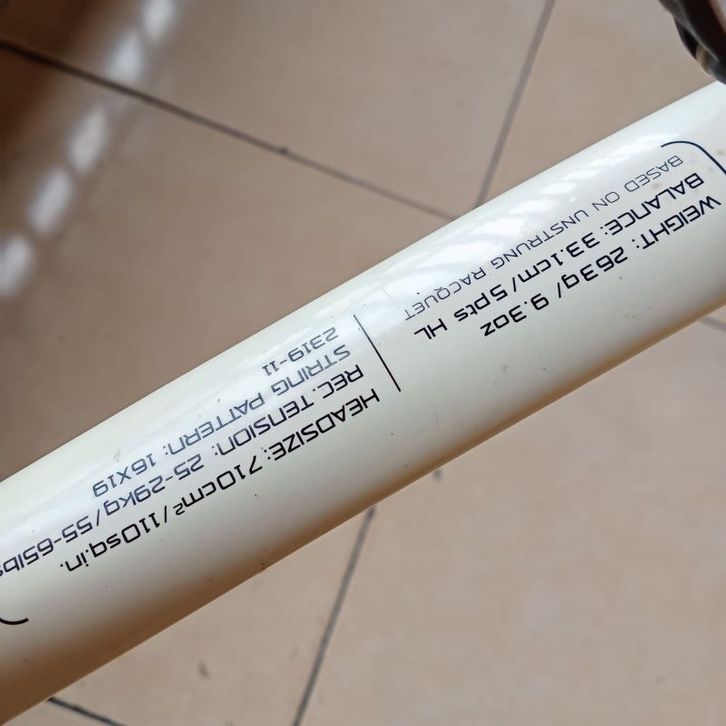 WEIGHT: 263g/ 9.3oz
BALANCE: 33.1cm/5pts HL
BASED ON UNSTRUNG RACQUET
HEADSIZE:710cm²/110sq.in.
REC. TENSION: 25-29kg/55-65lbs
STRING PATTERN: 16X19
2319-11